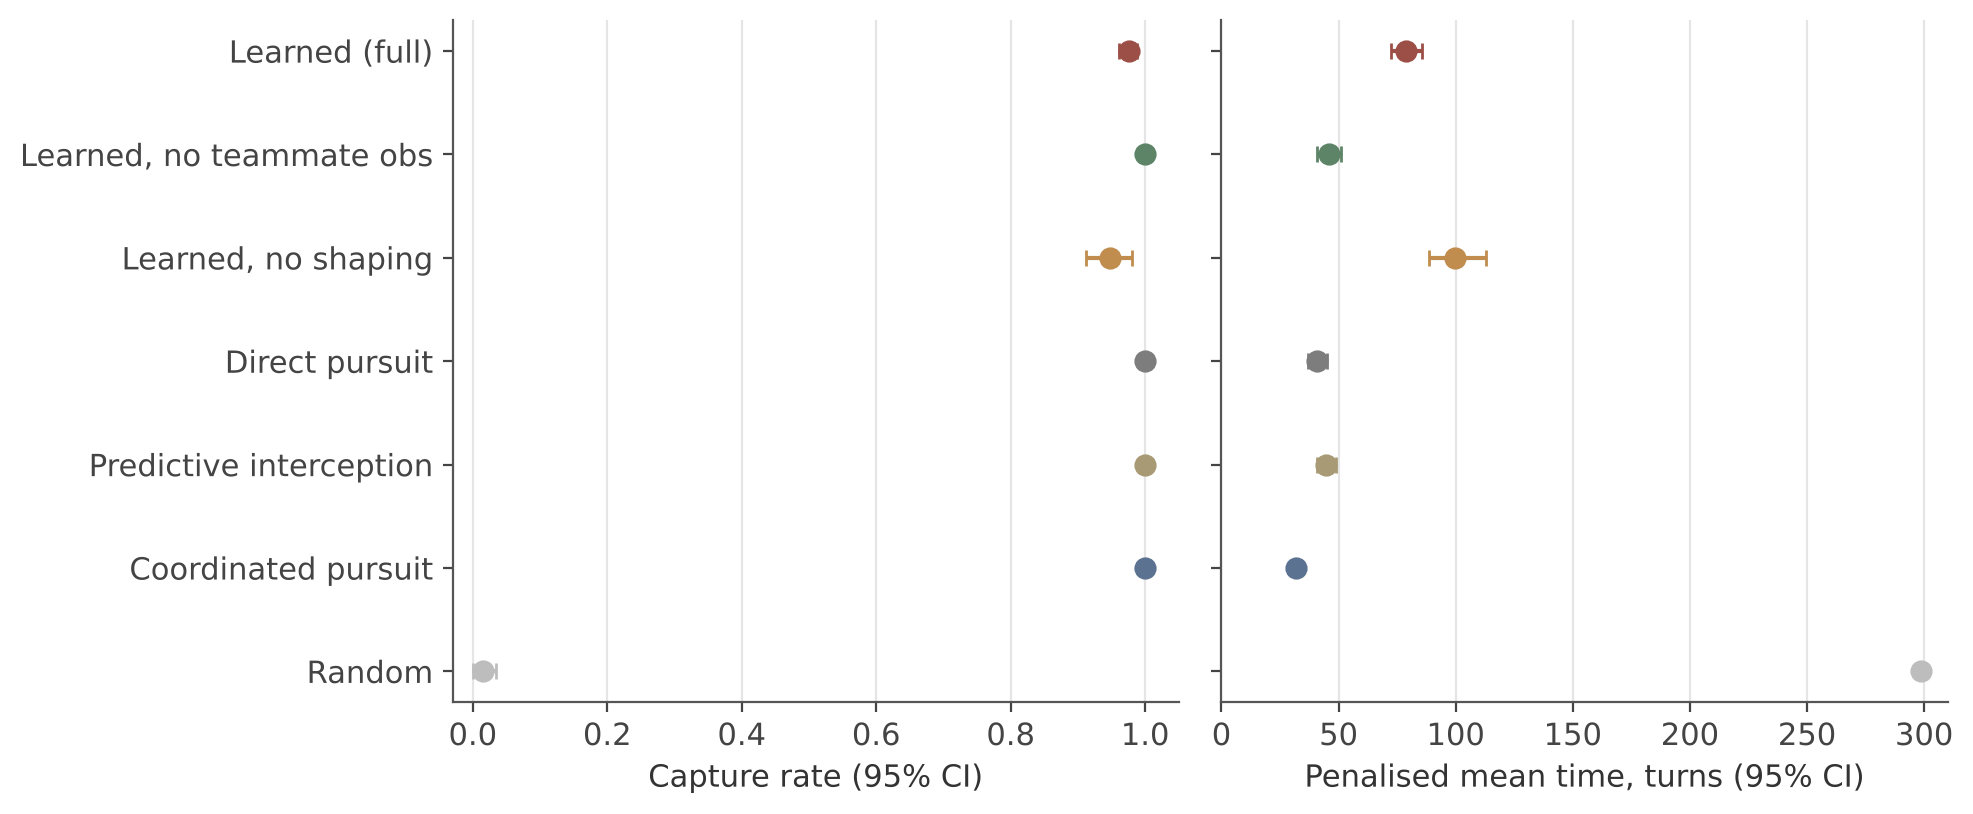 Learned (full)
Learned, no teammate obs
Learned, no shaping
Direct pursuit
Predictive interception
Coordinated pursuit
Random
0.0 0.2 0.4 0.6 0.8 1.0
Capture rate (95% CI)
0 50 100 150 200 250 300
Penalised mean time, turns (95% CI)